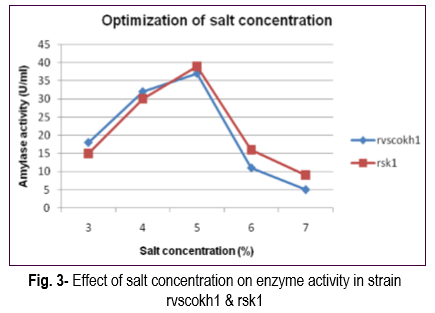 Optimization of salt concentration
Amylase activity (U/ml)
45
40
35
30
25
20
15
10
5
0
3 4 5 6 7
Salt concentration (%)
rvscokh1
rsk1
Fig. 3- Effect of salt concentration on enzyme activity in strain
rvscokh1 & rsk1